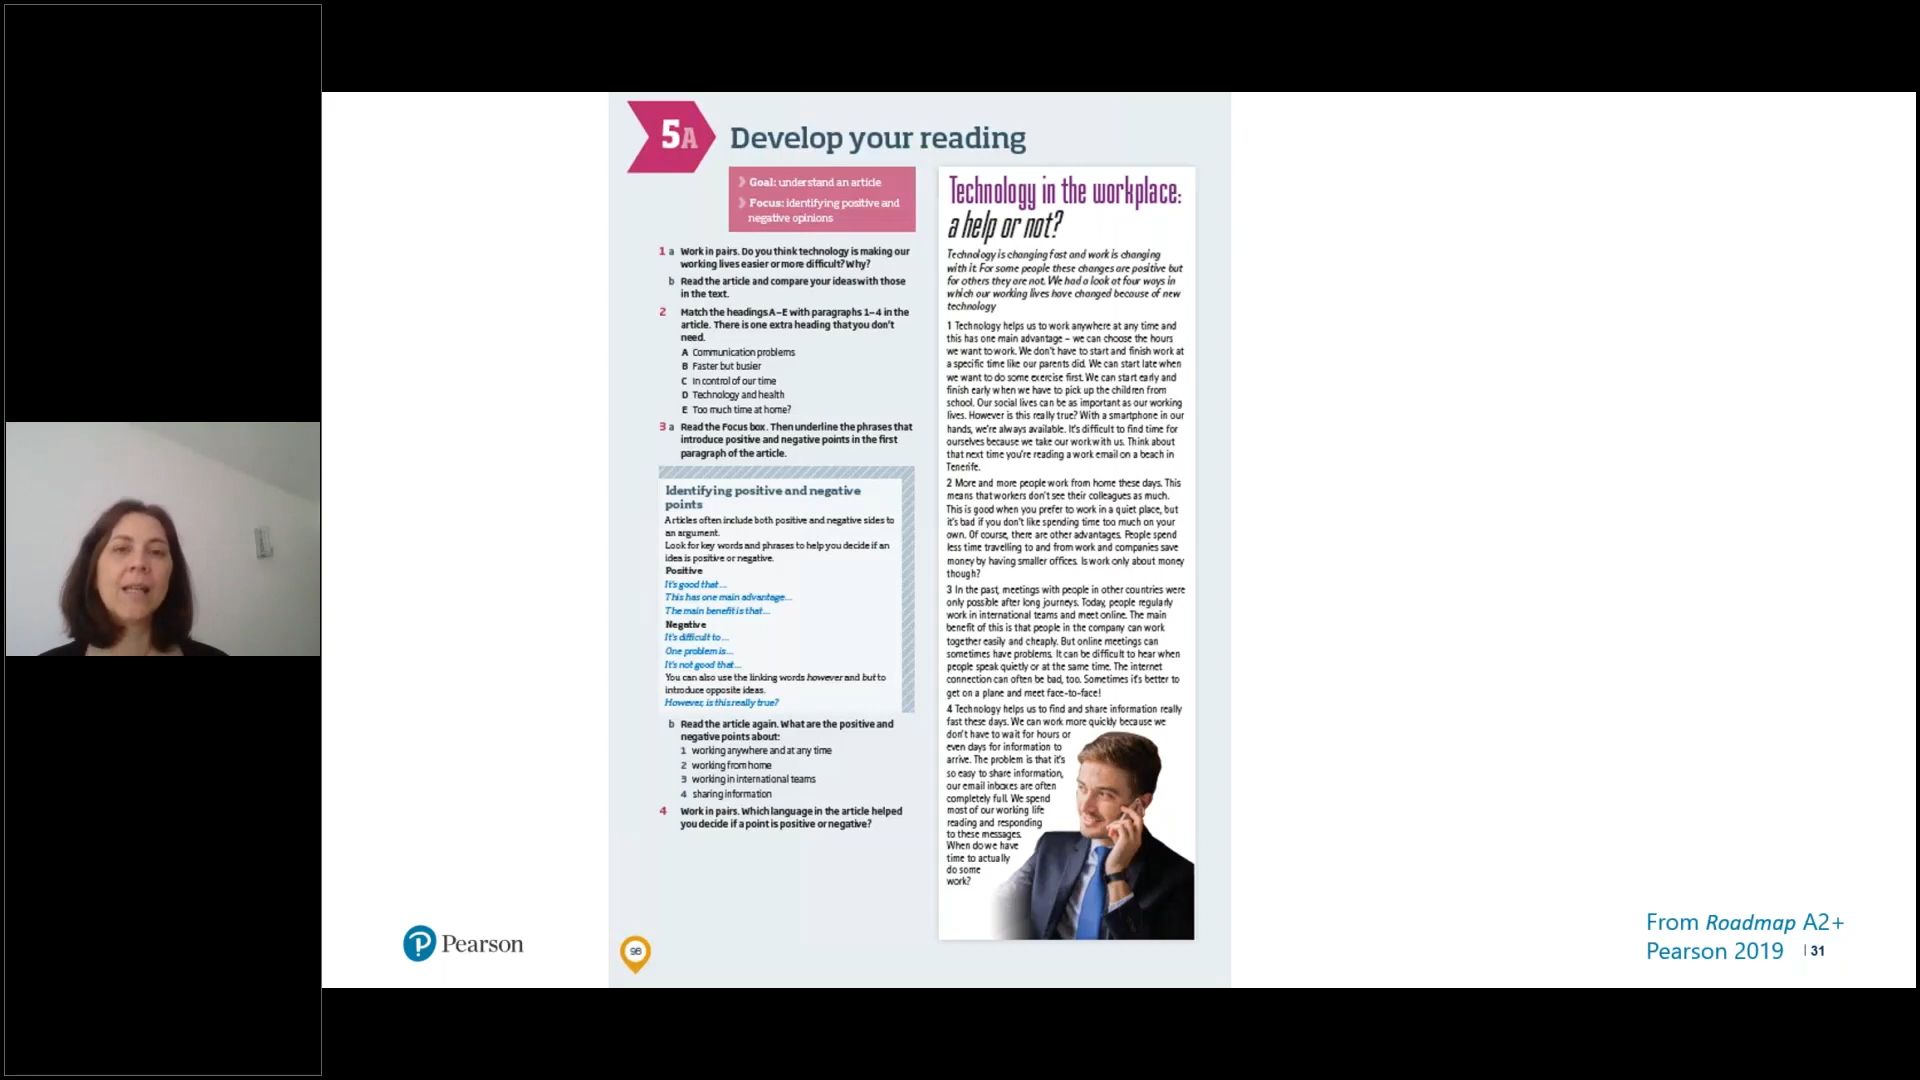 5A
Develop your reading
Goal: understand an article
Focus: identifying positive and
negative opinions
1 a Work in pairs. Do you think technology is making our
working lives easier or more difficult? Why?
b Read the article and compare your ideas with those
in the text.
2 Match the headings A–E with paragraphs 1–4 in the
article. There is one extra heading that you don't
need.
A Communication problems
B Faster but busier
C In control of our time
D Technology and health
E Too much time at home?
3 a Read the Focus box. Then underline the phrases that
introduce positive and negative points in the first
paragraph of the article.
Identifying positive and negative
points
Articles often include both positive and negative sides to
an argument.
Look for key words and phrases to help you decide if an
idea is positive or negative.
Positive
It's good that...
This has one main advantage...
The main benefit is that...
Negative
It's difficult to...
One problem is...
It's not good that...
You can also use the linking words however and but to
introduce opposite ideas.
However, is this really true?
b Read the article again. What are the positive and
negative points about:
1 working anywhere and at any time
2 working from home
3 working in international teams
4 sharing information
4 Work in pairs. Which language in the article helped
you decide if a point is positive or negative?
98
Technology in the workplace:
a help or not?
Technology is changing fast and work is changing
with it. For some people these changes are positive but
for others they are not. We had a look at four ways in
which our working lives have changed because of new
technology
1 Technology helps us to work anywhere at any time and
this has one main advantage – we can choose the hours
we want to work. We don't have to start and finish work at
a specific time like our parents did. We can start late when
we want to do some exercise first. We can start early and
finish early when we have to pick up the children from
school. Our social lives can be as important as our working
lives. However is this really true? With a smartphone in our
hands, we're always available. It's difficult to find time for
ourselves because we take our work with us. Think about
that next time you're reading a work email on a beach in
Tenerife.
2 More and more people work from home these days. This
means that workers don't see their colleagues as much.
This is good when you prefer to work in a quiet place, but
it's bad if you don't like spending time too much on your
own. Of course, there are other advantages. People spend
less time travelling to and from work and companies save
money by having smaller offices. Is work only about money
though?
3 In the past, meetings with people in other countries were
only possible after long journeys. Today, people regularly
work in international teams and meet online. The main
benefit of this is that people in the company can work
together easily and cheaply. But online meetings can
sometimes have problems. It can be difficult to hear when
people speak quietly or at the same time. The internet
connection can often be bad, too. Sometimes it's better to
get on a plane and meet face-to-face!
4 Technology helps us to find and share information really
fast these days. We can work more quickly because we
don't have to wait for hours or
even days for information to
arrive. The problem is that it's
so easy to share information,
our email inboxes are often
completely full. We spend
most of our working life
reading and responding
to these messages.
When do we have
time to actually
do some
work?
Pearson
From Roadmap A2+
Pearson 2019 | 31